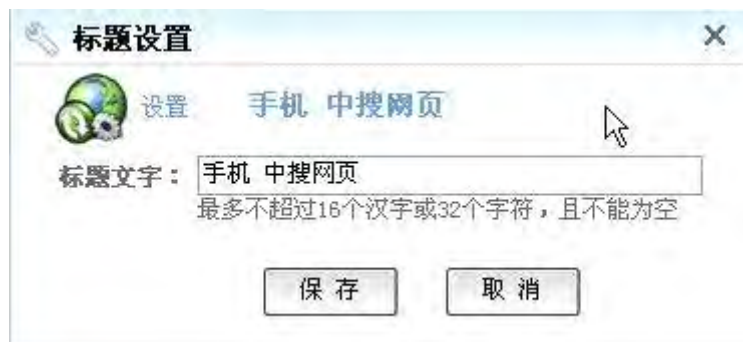 标题设置
设置 手机 中搜网页
标题文字： 手机 中搜网页
最多不超过16个汉字或32个字符，且不能为空
保存 取消